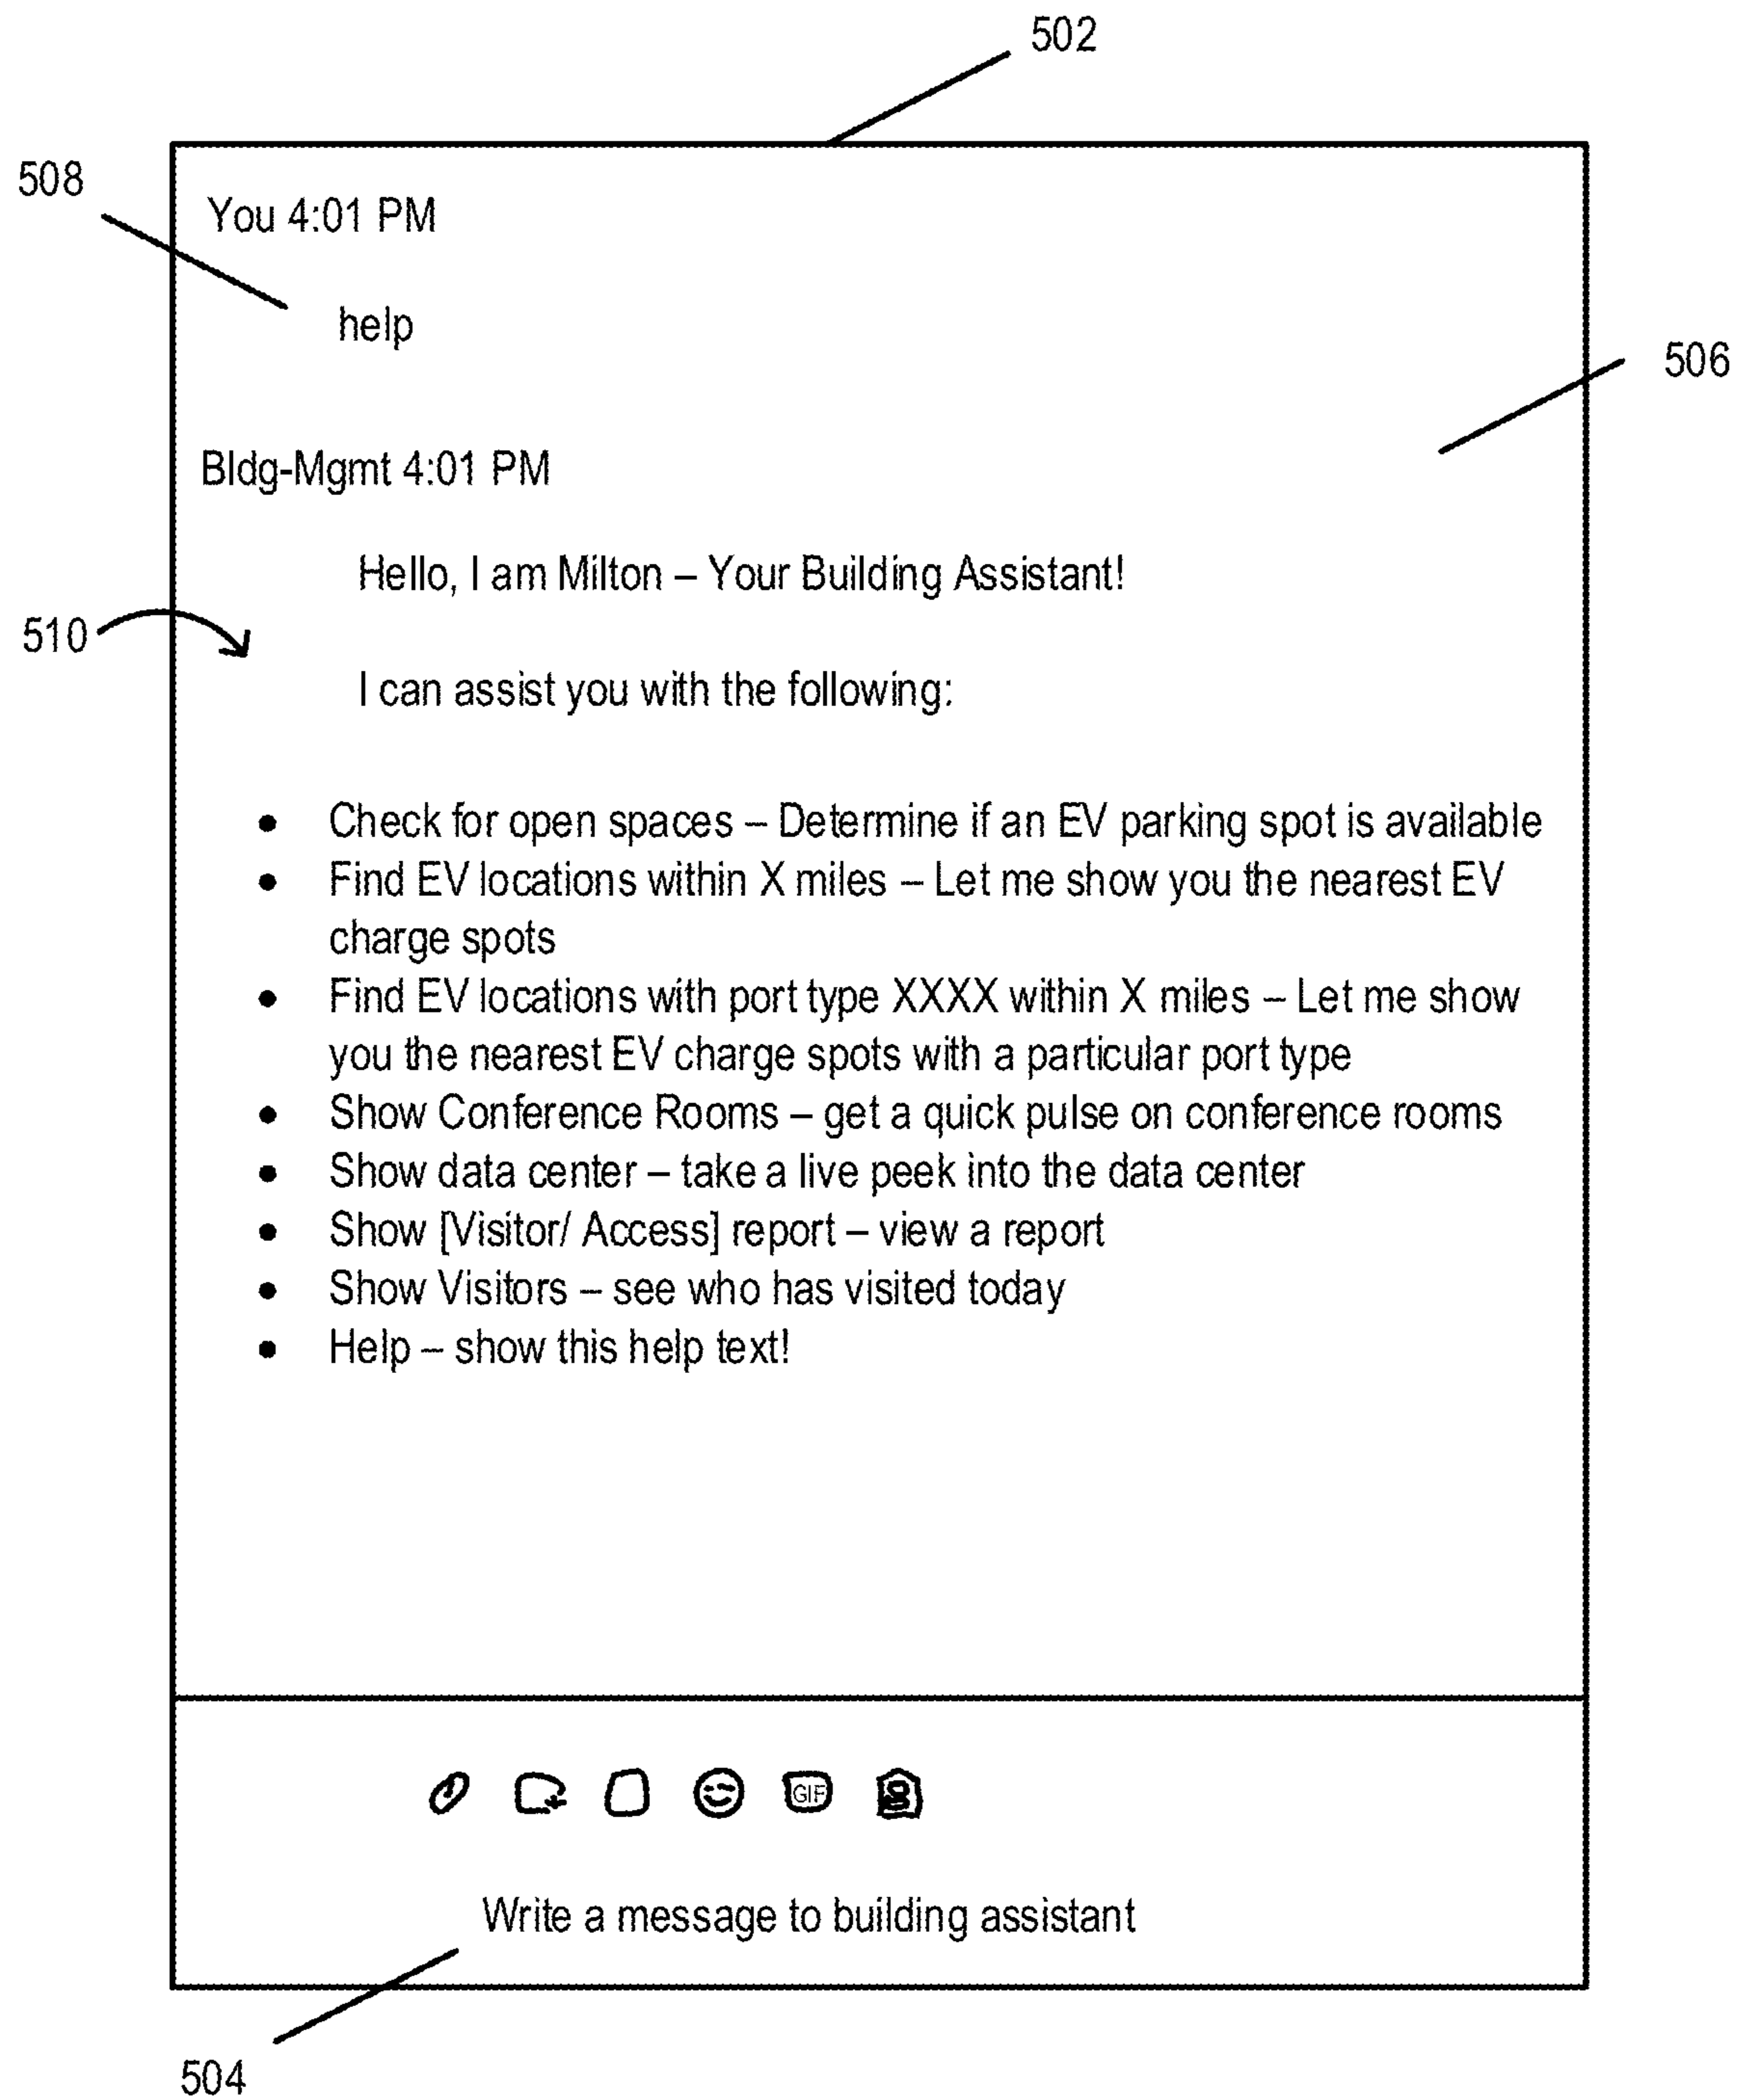 502
508
You 4:01 PM
help
506
Bldg-Mgmt 4:01 PM
Hello, I am Milton – Your Building Assistant!
510
I can assist you with the following:
• Check for open spaces – Determine if an EV parking spot is available
• Find EV locations within X miles – Let me show you the nearest EV
charge spots
• Find EV locations with port type XXXX within X miles – Let me show
you the nearest EV charge spots with a particular port type
• Show Conference Rooms – get a quick pulse on conference rooms
• Show data center – take a live peek into the data center
• Show [Visitor/ Access] report – view a report
• Show Visitors – see who has visited today
• Help – show this help text!
GIF
Write a message to building assistant
504